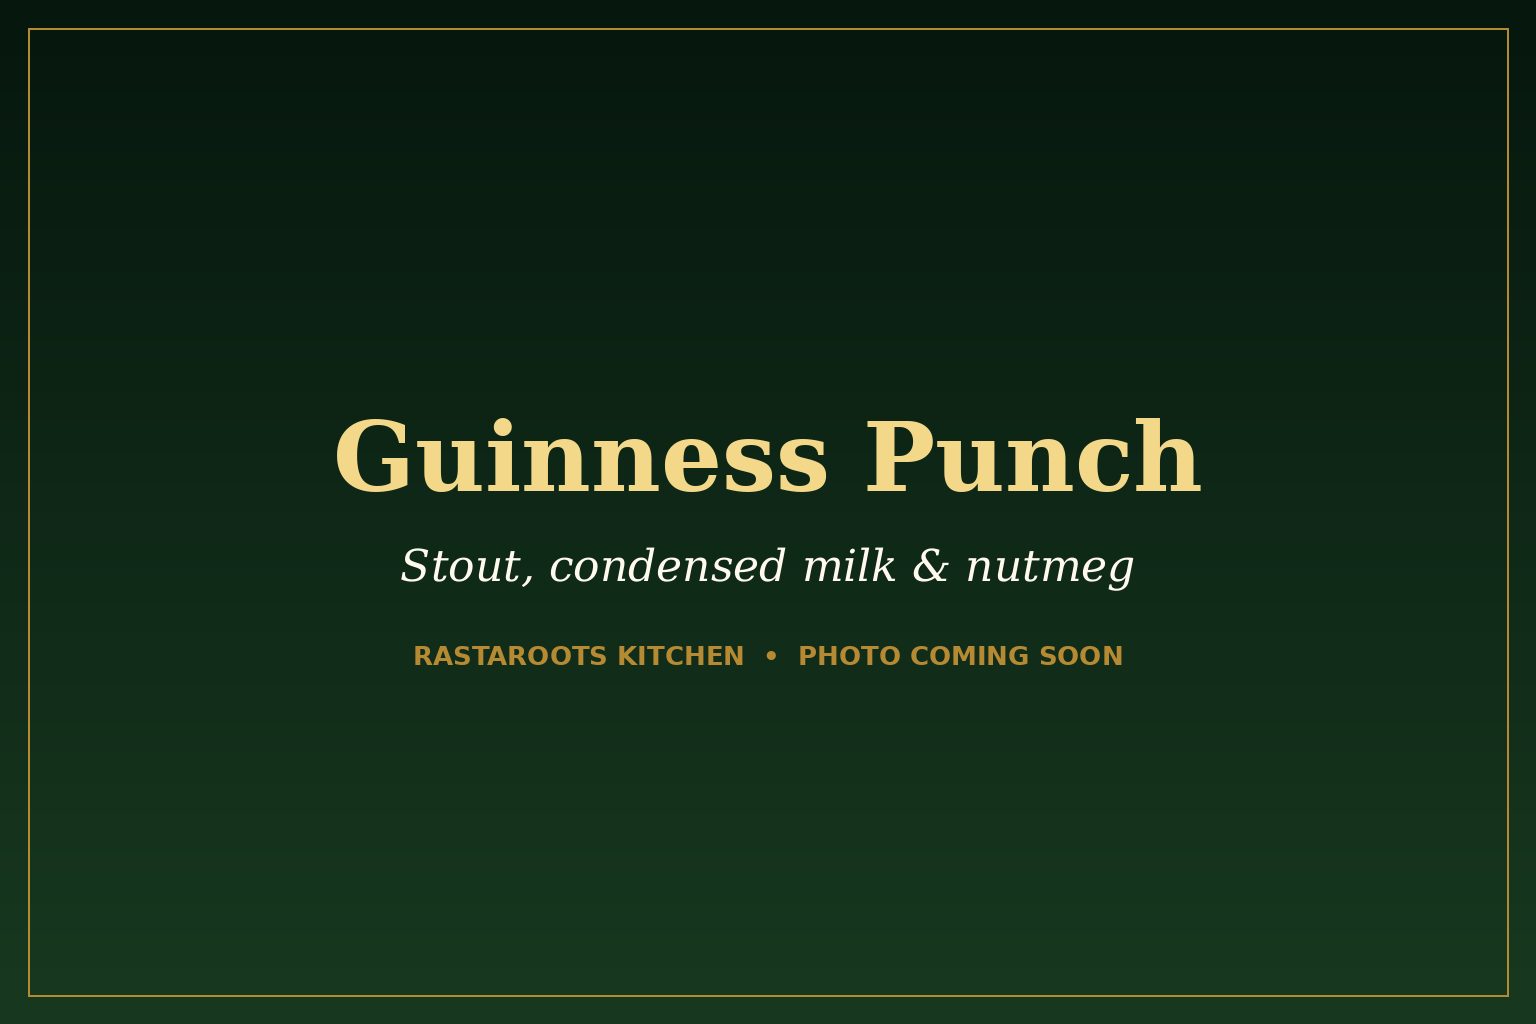 Guinness Punch
Stout, condensed milk & nutmeg
RASTAROOTS KITCHEN • PHOTO COMING SOON